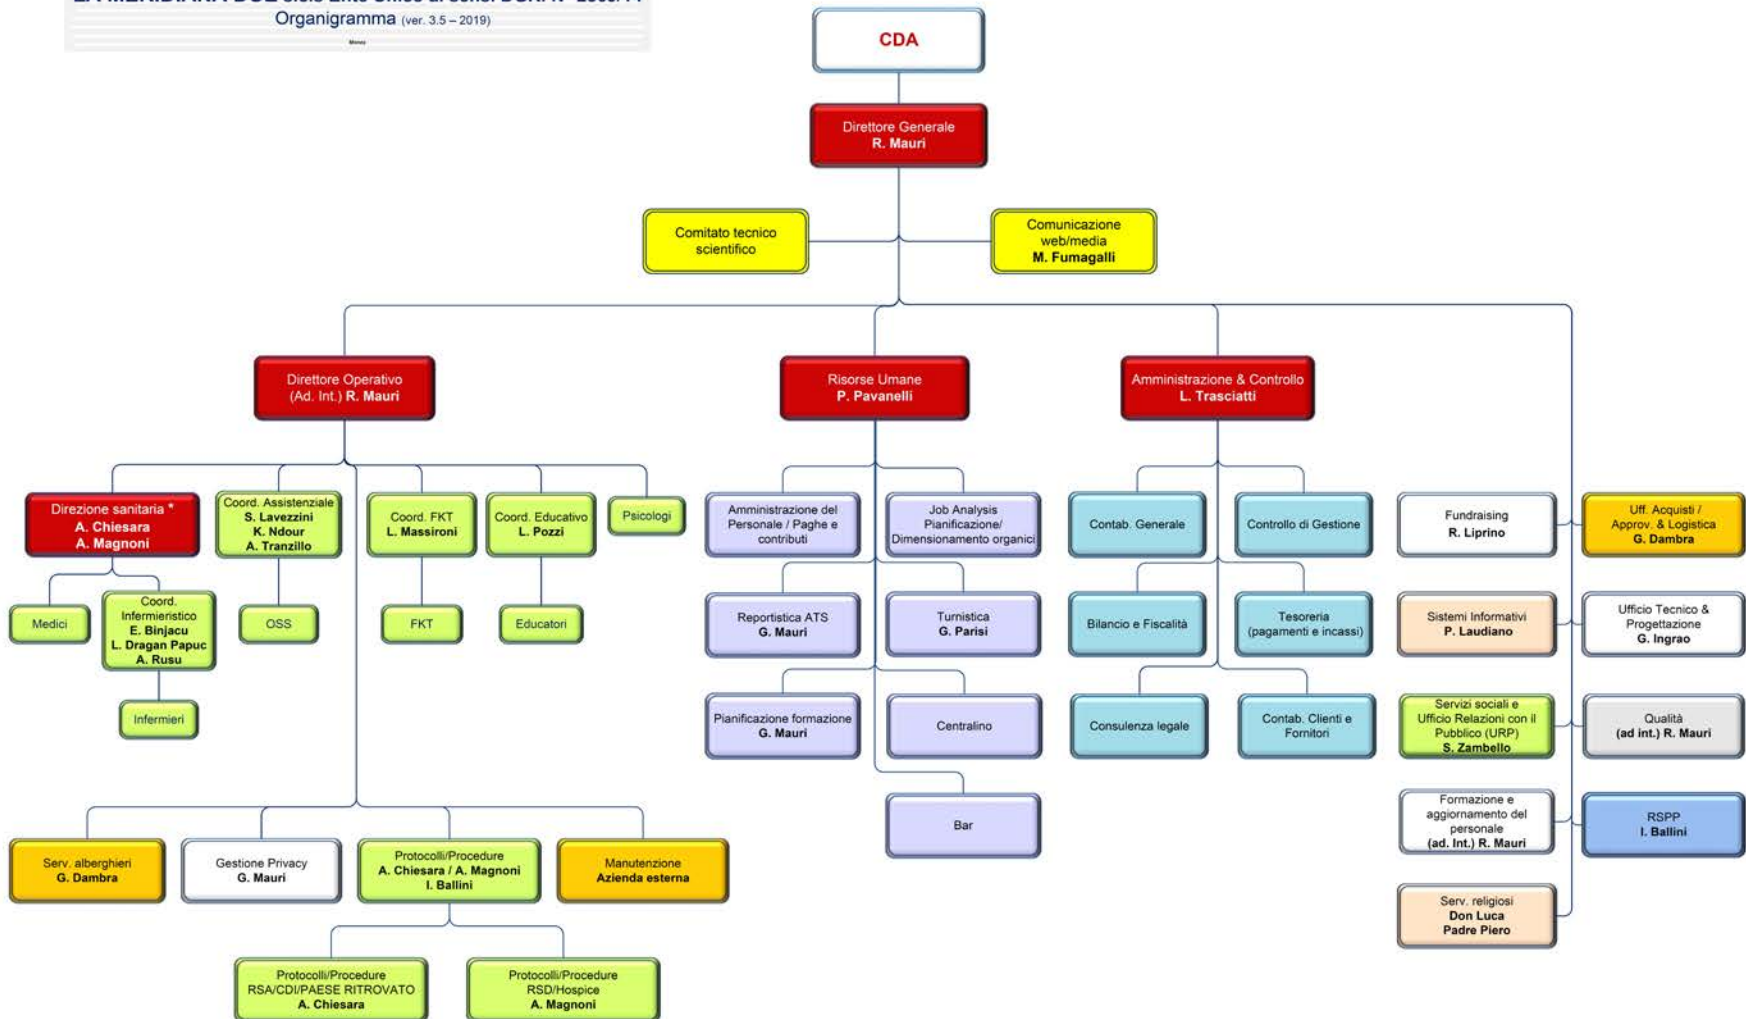 Organigramma (ver. 3.5 – 2019)
Money
CDA
Direttore Generale
R. Mauri
Comitato tecnico
scientifico
Comunicazione
web/media
M. Fumagalli
Direttore Operativo
(Ad. Int.) R. Mauri
Risorse Umane
P. Pavanelli
Amministrazione & Controllo
L. Trasciatti
Direzione sanitaria *
A. Chiesara
A. Magnoni
Coord. Assistenziale
S. Lavezzini
K. Ndour
A. Tranzillo
Coord. FKT
L. Massironi
Coord. Educativo
L. Pozzi
Psicologi
Medici
Coord.
Infermieristico
E. Binjacu
L. Dragan Papuc
A. Rusu
OSS
FKT
Educatori
Infermieri
Amministrazione del
Personale / Paghe e
contributi
Job Analysis
Pianificazione/
Dimensionamento organici
Reportistica ATS
G. Mauri
Turnistica
G. Parisi
Pianificazione formazione
G. Mauri
Centralino
Bar
Contab. Generale
Controllo di Gestione
Bilancio e Fiscalità
Tesoreria
(pagamenti e incassi)
Consulenza legale
Contab. Clienti e
Fornitori
Fundraising
R. Liprino
Uff. Acquisti /
Approv. & Logistica
G. Dambra
Sistemi Informativi
P. Laudiano
Ufficio Tecnico &
Progettazione
G. Ingrao
Servizi sociali e
Ufficio Relazioni con il
Pubblico (URP)
S. Zambello
Qualità
(ad int.) R. Mauri
Formazione e
aggiornamento del
personale
(ad. Int.) R. Mauri
RSPP
I. Ballini
Serv. religiosi
Don Luca
Padre Piero
Serv. alberghieri
G. Dambra
Gestione Privacy
G. Mauri
Protocolli/Procedure
A. Chiesara / A. Magnoni
I. Ballini
Manutenzione
Azienda esterna
Protocolli/Procedure
RSA/CDI/PAESE RITROVATO
A. Chiesara
Protocolli/Procedure
RSD/Hospice
A. Magnoni